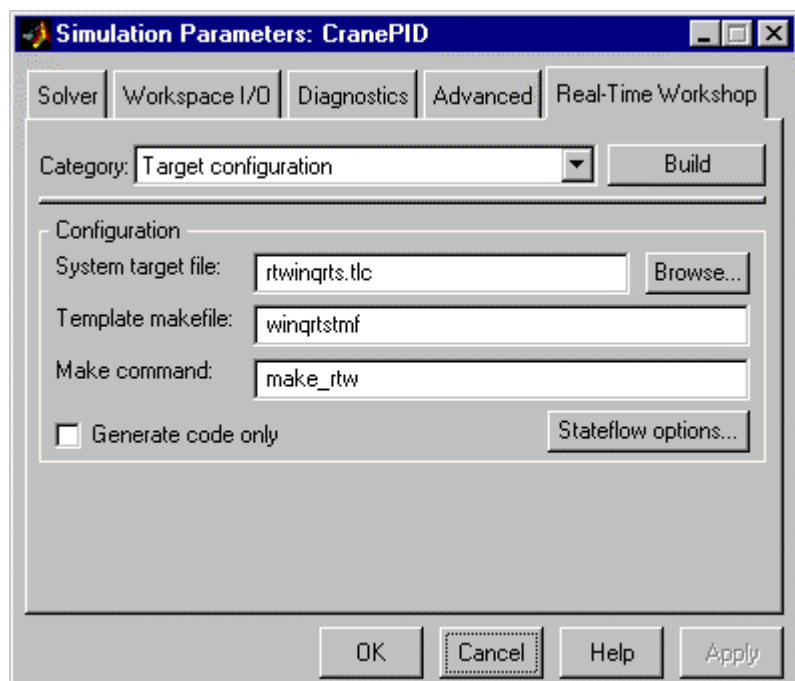 Simulation Parameters: CranePID
Solver Workspace I/O Diagnostics Advanced Real-Time Workshop
Category: Target configuration Build
Configuration
System target file: rtwinqrts.tlc Browse...
Template makefile: winqrtstmf
Make command: make_rtw
Generate code only Stateflow options...
OK Cancel Help Apply